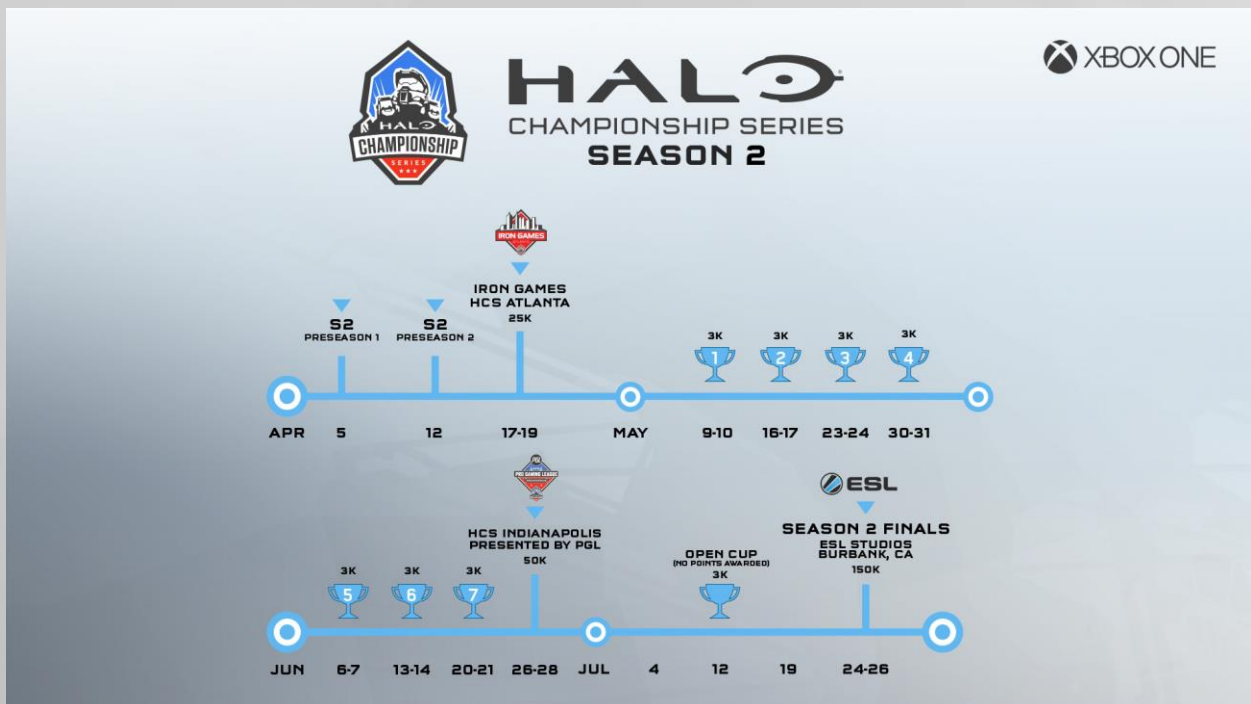 HALO
CHAMPIONSHIP
SERIES
HALO
CHAMPIONSHIP SERIES
SEASON 2
XBOX ONE
IRON GAMES
IRON GAMES
HCS ATLANTA
25K
S2
PRESEASON 1
S2
PRESEASON 2
3K
3K
3K
3K
1
2
3
4
APR
5
12
17-19
MAY
9-10
16-17
23-24
30-31
PGL
PRO GAMING LEAGUE
HCS INDIANAPOLIS
PRESENTED BY PGL
50K
ESL
SEASON 2 FINALS
ESL STUDIOS
BURBANK, CA
150K
OPEN CUP
(NO POINTS AWARDED)
3K
3K
3K
3K
5
6
7
JUN
6-7
13-14
20-21
26-28
JUL
4
12
19
24-26